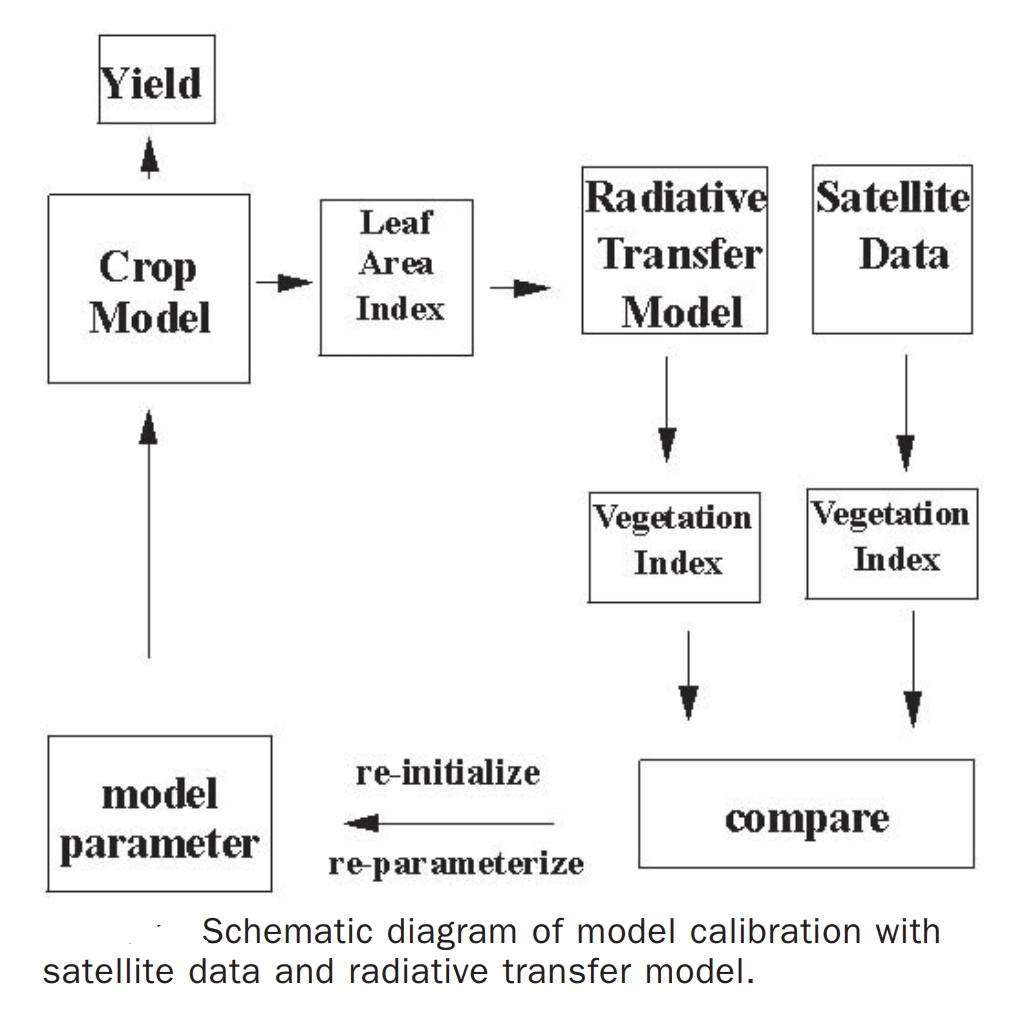 Yield
Crop
Model
Leaf
Area
Index
Radiative
Transfer
Model
Satellite
Data
Vegetation
Index
Vegetation
Index
model
parameter
re-initialize
re-parameterize
compare
Schematic diagram of model calibration with
satellite data and radiative transfer model.